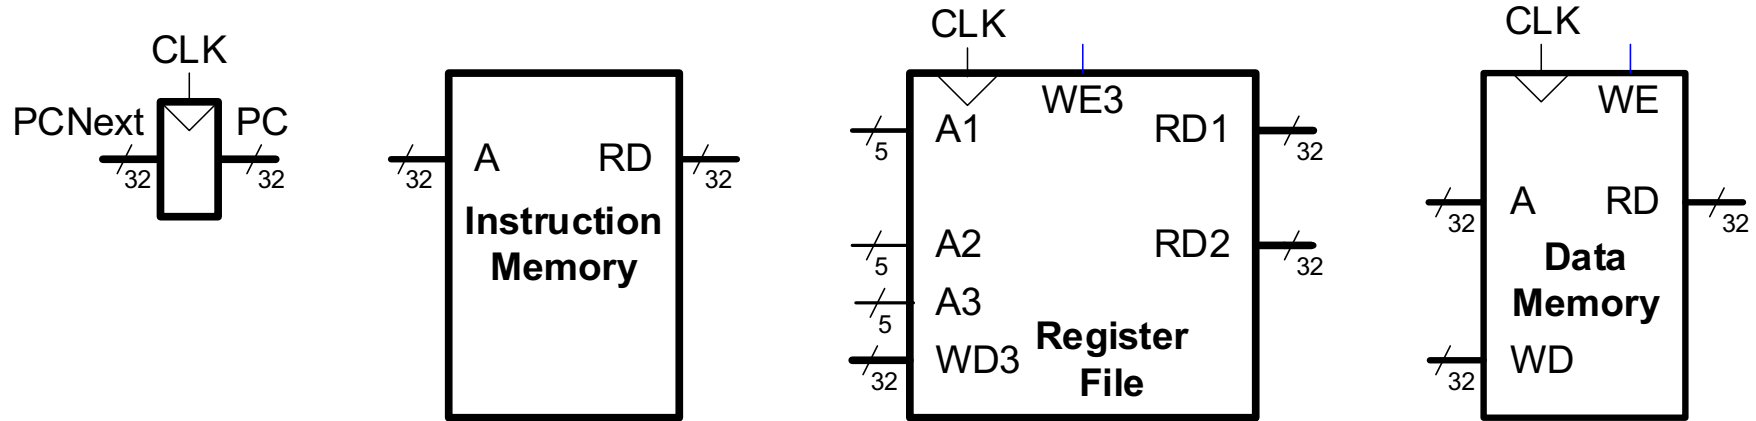 CLK
PCNext
PC
32
32
A
RD
32
32
Instruction
Memory
CLK
WE3
A1
RD1
5
32
A2
RD2
5
32
A3
5
WD3
32
Register
File
CLK
WE
A
RD
32
32
Data
Memory
WD
32